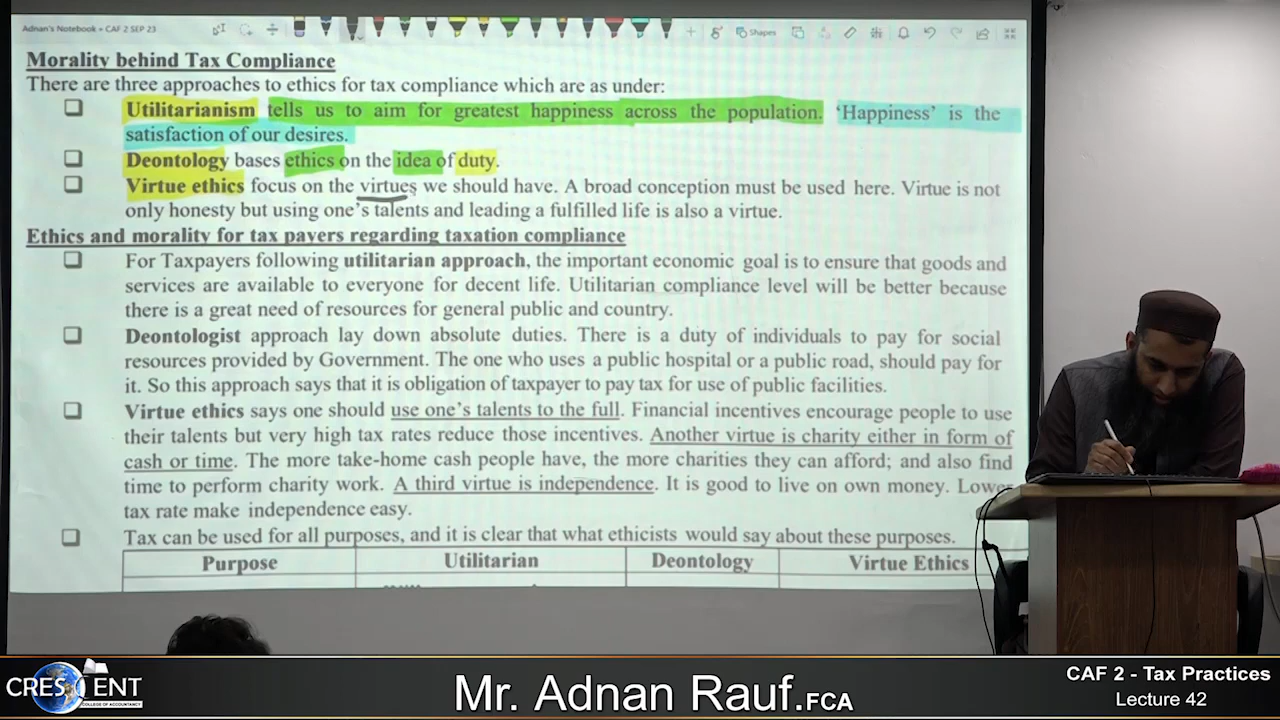 Adnan's Notebook » CAF 2 SEP 23
Shapes
Morality behind Tax Compliance
There are three approaches to ethics for tax compliance which are as under:
Utilitarianism tells us to aim for greatest happiness across the population. 'Happiness' is the
satisfaction of our desires.
Deontology bases ethics on the idea of duty.
Virtue ethics focus on the virtues we should have. A broad conception must be used here. Virtue is not
only honesty but using one's talents and leading a fulfilled life is also a virtue.
Ethics and morality for tax payers regarding taxation compliance
For Taxpayers following utilitarian approach, the important economic goal is to ensure that goods and
services are available to everyone for decent life. Utilitarian compliance level will be better because
there is a great need of resources for general public and country.
Deontologist approach lay down absolute duties. There is a duty of individuals to pay for social
resources provided by Government. The one who uses a public hospital or a public road, should pay for
it. So this approach says that it is obligation of taxpayer to pay tax for use of public facilities.
Virtue ethics says one should use one's talents to the full. Financial incentives encourage people to use
their talents but very high tax rates reduce those incentives. Another virtue is charity either in form of
cash or time. The more take-home cash people have, the more charities they can afford; and also find
time to perform charity work. A third virtue is independence. It is good to live on own money. Lower
tax rate make independence easy.
Tax can be used for all purposes, and it is clear that what ethicists would say about these purposes.
Purpose Utilitarian Deontology Virtue Ethics
CRESCENT
COLLEGE OF ACCOUNTANCY
Mr. Adnan Rauf.FCA
CAF 2 - Tax Practices
Lecture 42